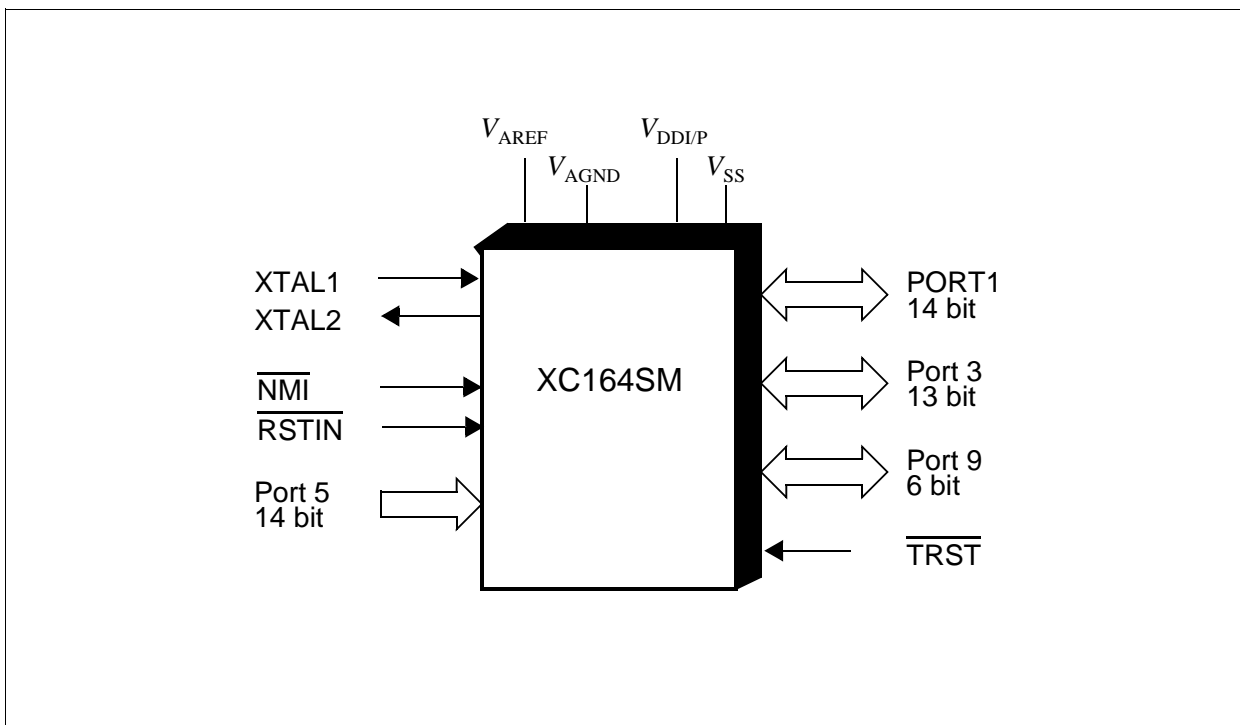 VAREF
VDDI/P
VAGND
VSS
XTAL1
XTAL2
NMI
RSTIN
Port 5
14 bit
XC164SM
PORT1
14 bit
Port 3
13 bit
Port 9
6 bit
TRST